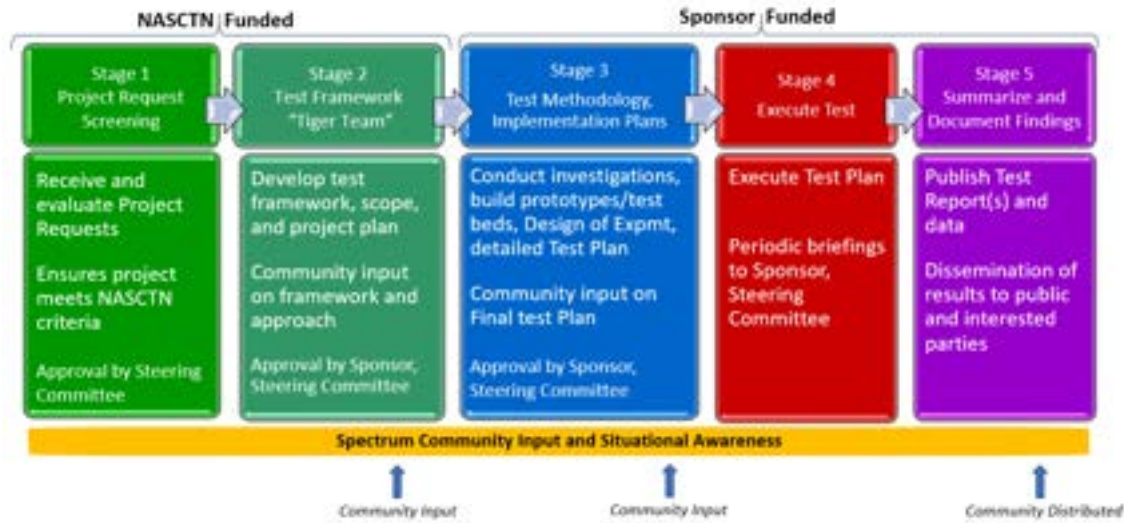 NASCTN Funded
Sponsor Funded
Stage 1
Project Request
Screening
Stage 2
Test Framework
"Tiger Team"
Stage 3
Test Methodology,
Implementation Plans
Stage 4
Execute Test
Stage 5
Summarize and
Document Findings
Receive and
evaluate Project
Requests
Ensures project
meets NASCTN
criteria
Approval by Steering
Committee
Develop test
framework, scope,
and project plan
Community input
on framework and
approach
Approval by Sponsor,
Steering Committee
Conduct investigations,
build prototypes/test
beds, Design of Expmt,
detailed Test Plan
Community input on
Final test Plan
Approval by Sponsor,
Steering Committee
Execute Test Plan
Periodic briefings
to Sponsor,
Steering
Committee
Publish Test
Report(s) and
data
Dissemination of
results to public
and interested
parties
Spectrum Community Input and Situational Awareness
Community Input
Community Input
Community Distributed